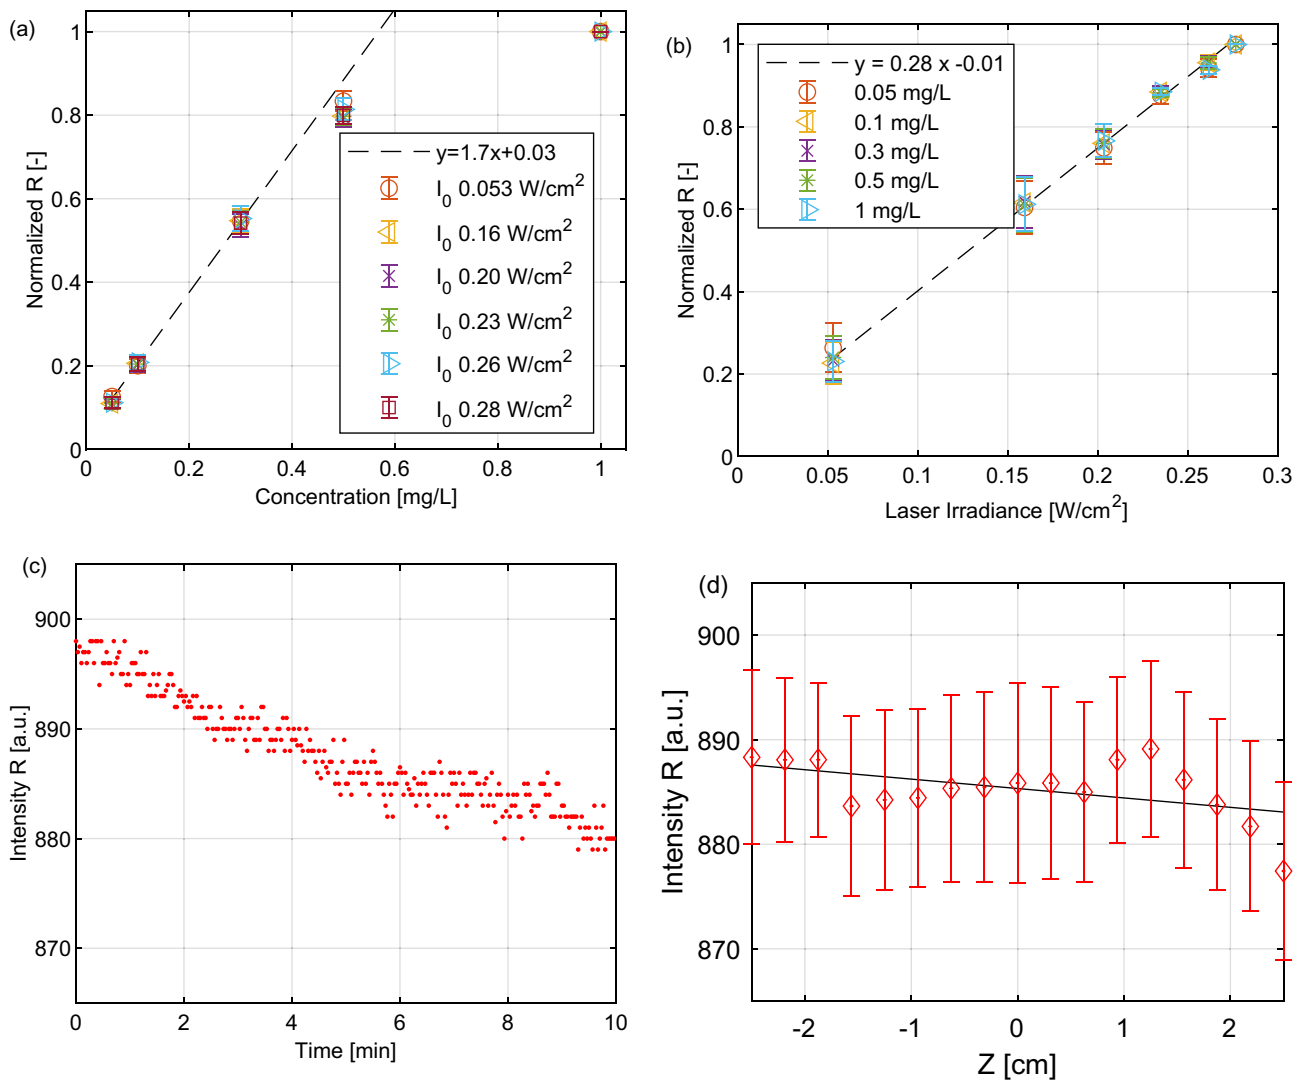 (a)
1
0.8
0.6
0.4
0.2
0
Normalized R [-]
y=1.7x+0.03
I0 0.053 W/cm2
I0 0.16 W/cm2
I0 0.20 W/cm2
I0 0.23 W/cm2
I0 0.26 W/cm2
I0 0.28 W/cm2
0 0.2 0.4 0.6 0.8 1
Concentration [mg/L]
(b)
1
0.8
0.6
0.4
0.2
0
Normalized R [-]
y = 0.28 x -0.01
0.05 mg/L
0.1 mg/L
0.3 mg/L
0.5 mg/L
1 mg/L
0 0.05 0.1 0.15 0.2 0.25 0.3
Laser Irradiance [W/cm2]
(c)
900
890
880
870
Intensity R [a.u.]
0 2 4 6 8 10
Time [min]
(d)
900
890
880
870
Intensity R [a.u.]
-2 -1 0 1 2
Z [cm]